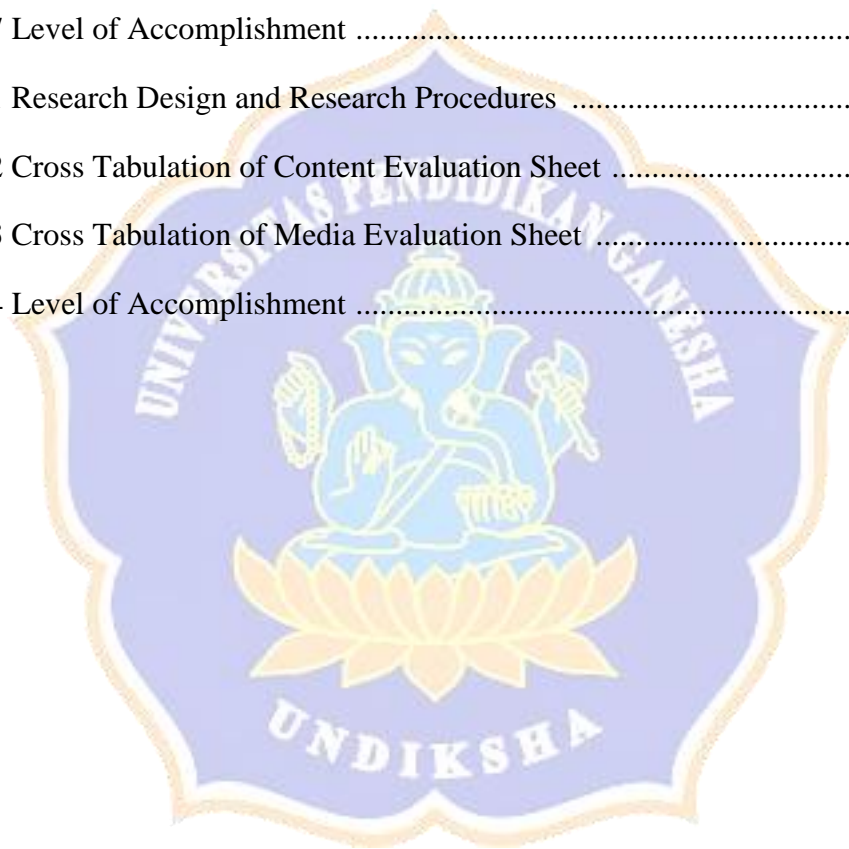 7 Level of Accomplishment ..............................................................
Research Design and Research Procedures ...................................
2 Cross Tabulation of Content Evaluation Sheet ..............................
3 Cross Tabulation of Media Evaluation Sheet ................................
Level of Accomplishment ..............................................................
UNIVERSITAS PENDIDIKAN GANESHA
UNDIKSHA